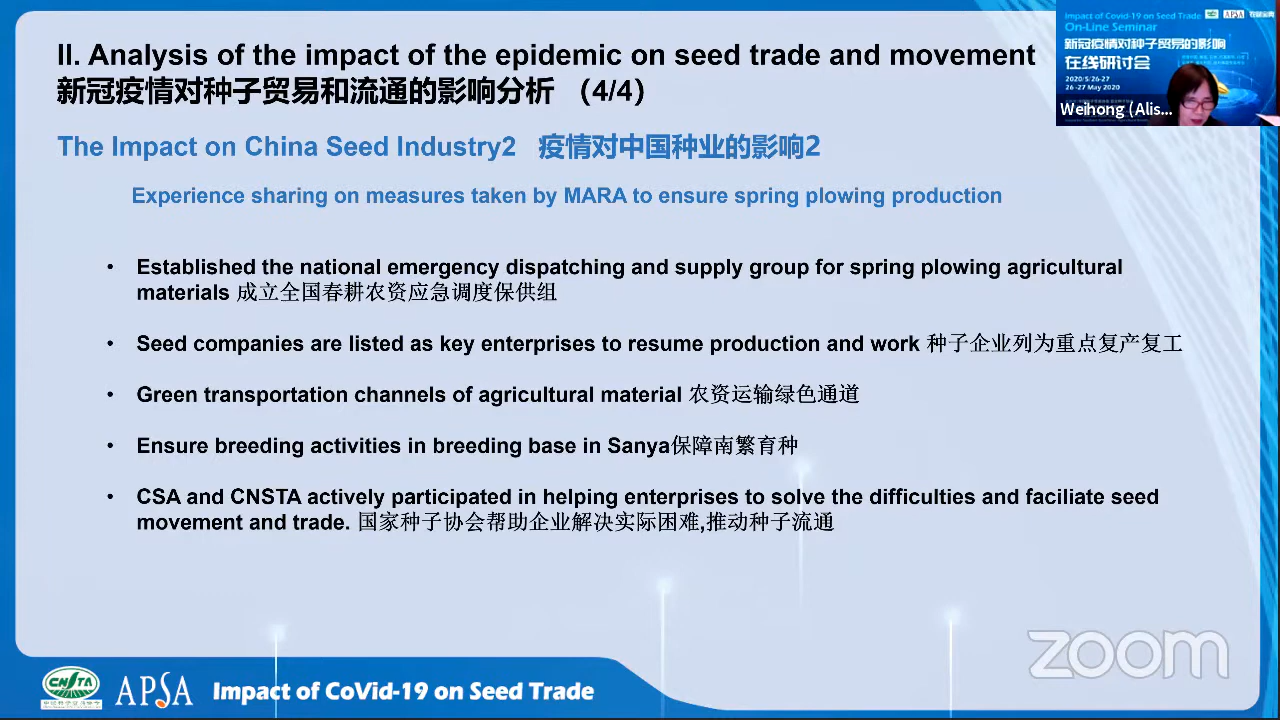 II. Analysis of the impact of the epidemic on seed trade and movement
新冠疫情对种子贸易和流通的影响分析 （4/4）
The Impact on China Seed Industry2 疫情对中国种业的影响2
Experience sharing on measures taken by MARA to ensure spring plowing production
• Established the national emergency dispatching and supply group for spring plowing agricultural
materials 成立全国春耕农资应急调度保供组
• Seed companies are listed as key enterprises to resume production and work 种子企业列为重点复产复工
• Green transportation channels of agricultural material 农资运输绿色通道
• Ensure breeding activities in breeding base in Sanya保障南繁育种
• CSA and CNSTA actively participated in helping enterprises to solve the difficulties and faciliate seed
movement and trade. 国家种子协会帮助企业解决实际困难,推动种子流通
Impact of Covid-19 on Seed Trade
APSA
On-Line Seminar
新冠疫情对种子贸易的影响
在线研讨会
2020/5/26-27
26-27 May 2020
Weihong (Alis...
zoom
CNSTA
APSA
Impact of CoVid-19 on Seed Trade